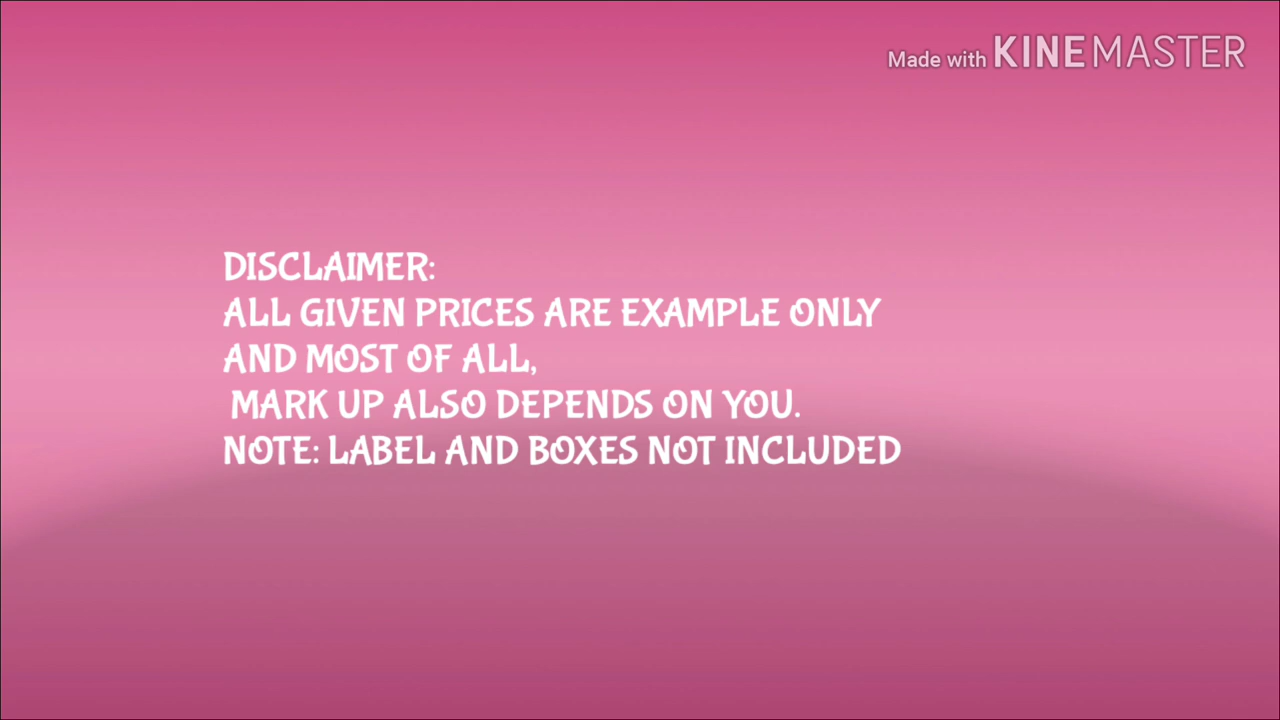 Made with KINEMASTER
DISCLAIMER:
ALL GIVEN PRICES ARE EXAMPLE ONLY
AND MOST OF ALL,
MARK UP ALSO DEPENDS ON YOU.
NOTE: LABEL AND BOXES NOT INCLUDED